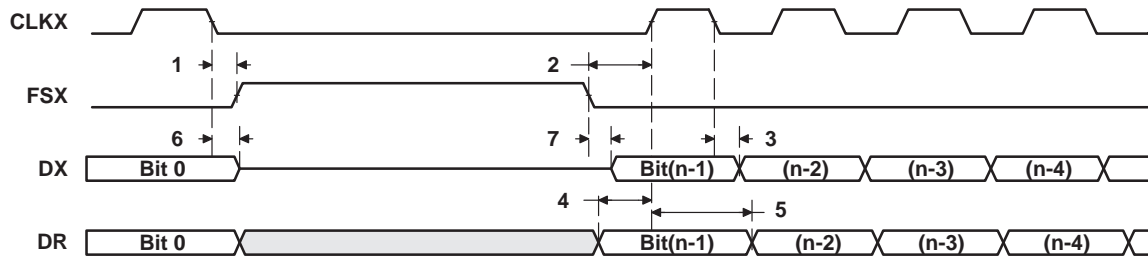 CLKX
1 2
FSX
6 7 3
DX Bit 0 Bit(n-1) (n-2) (n-3) (n-4)
4 5
DR Bit 0 Bit(n-1) (n-2) (n-3) (n-4)